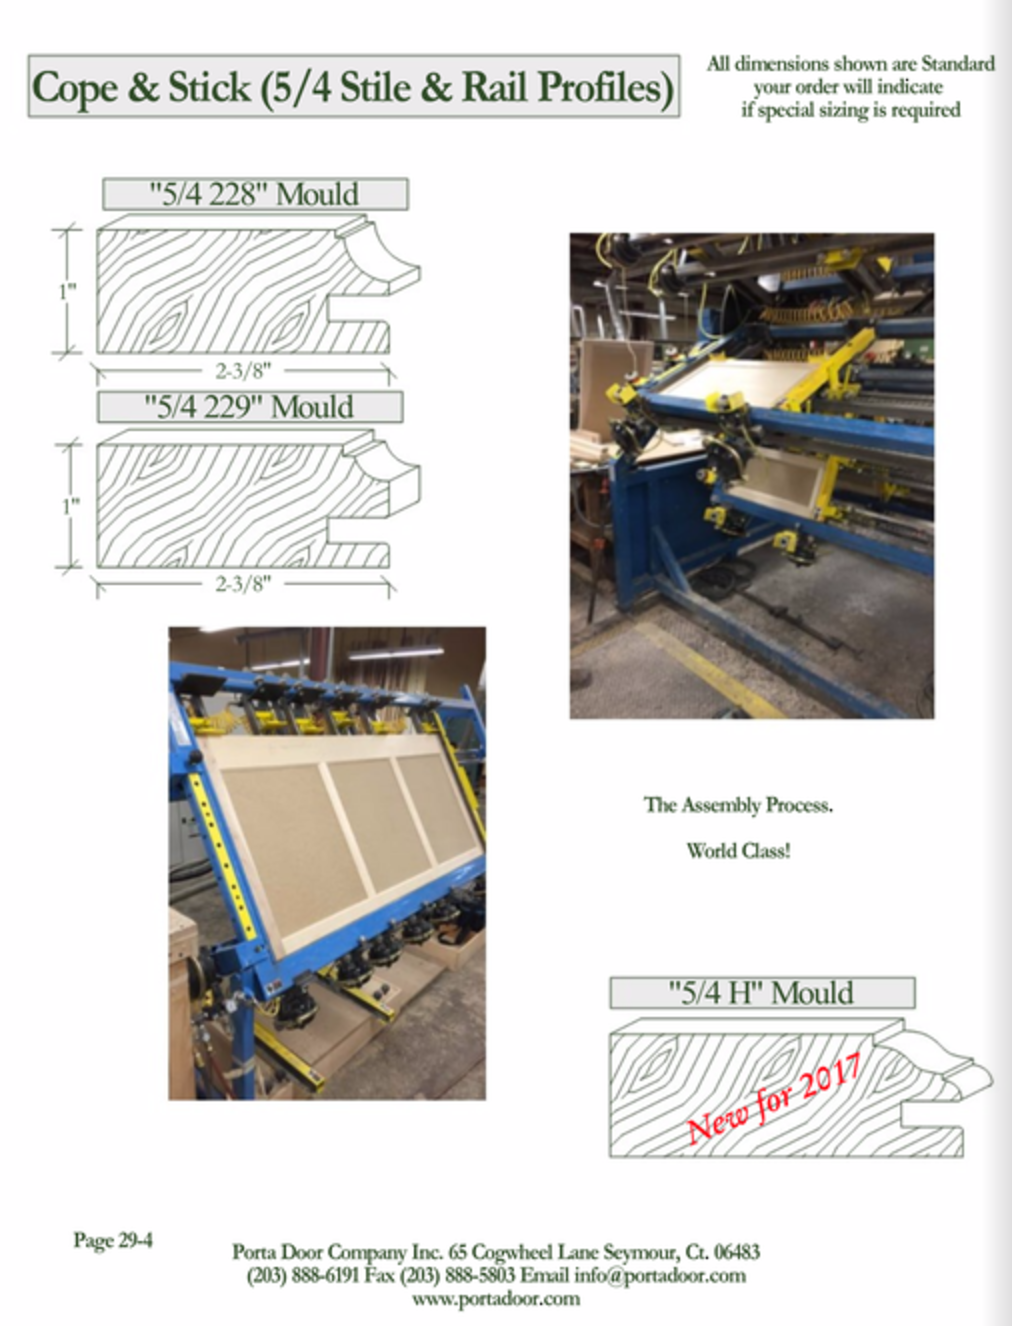 Cope & Stick (5/4 Stile & Rail Profiles)
All dimensions shown are Standard
your order will indicate
if special sizing is required
"5/4 228" Mould
1"
2-3/8"
"5/4 229" Mould
1"
2-3/8"
The Assembly Process.
World Class!
"5/4 H" Mould
New for 2017
Page 29-4
Porta Door Company Inc. 65 Cogwheel Lane Seymour, Ct. 06483
(203) 888-6191 Fax (203) 888-5803 Email info@portadoor.com
www.portadoor.com